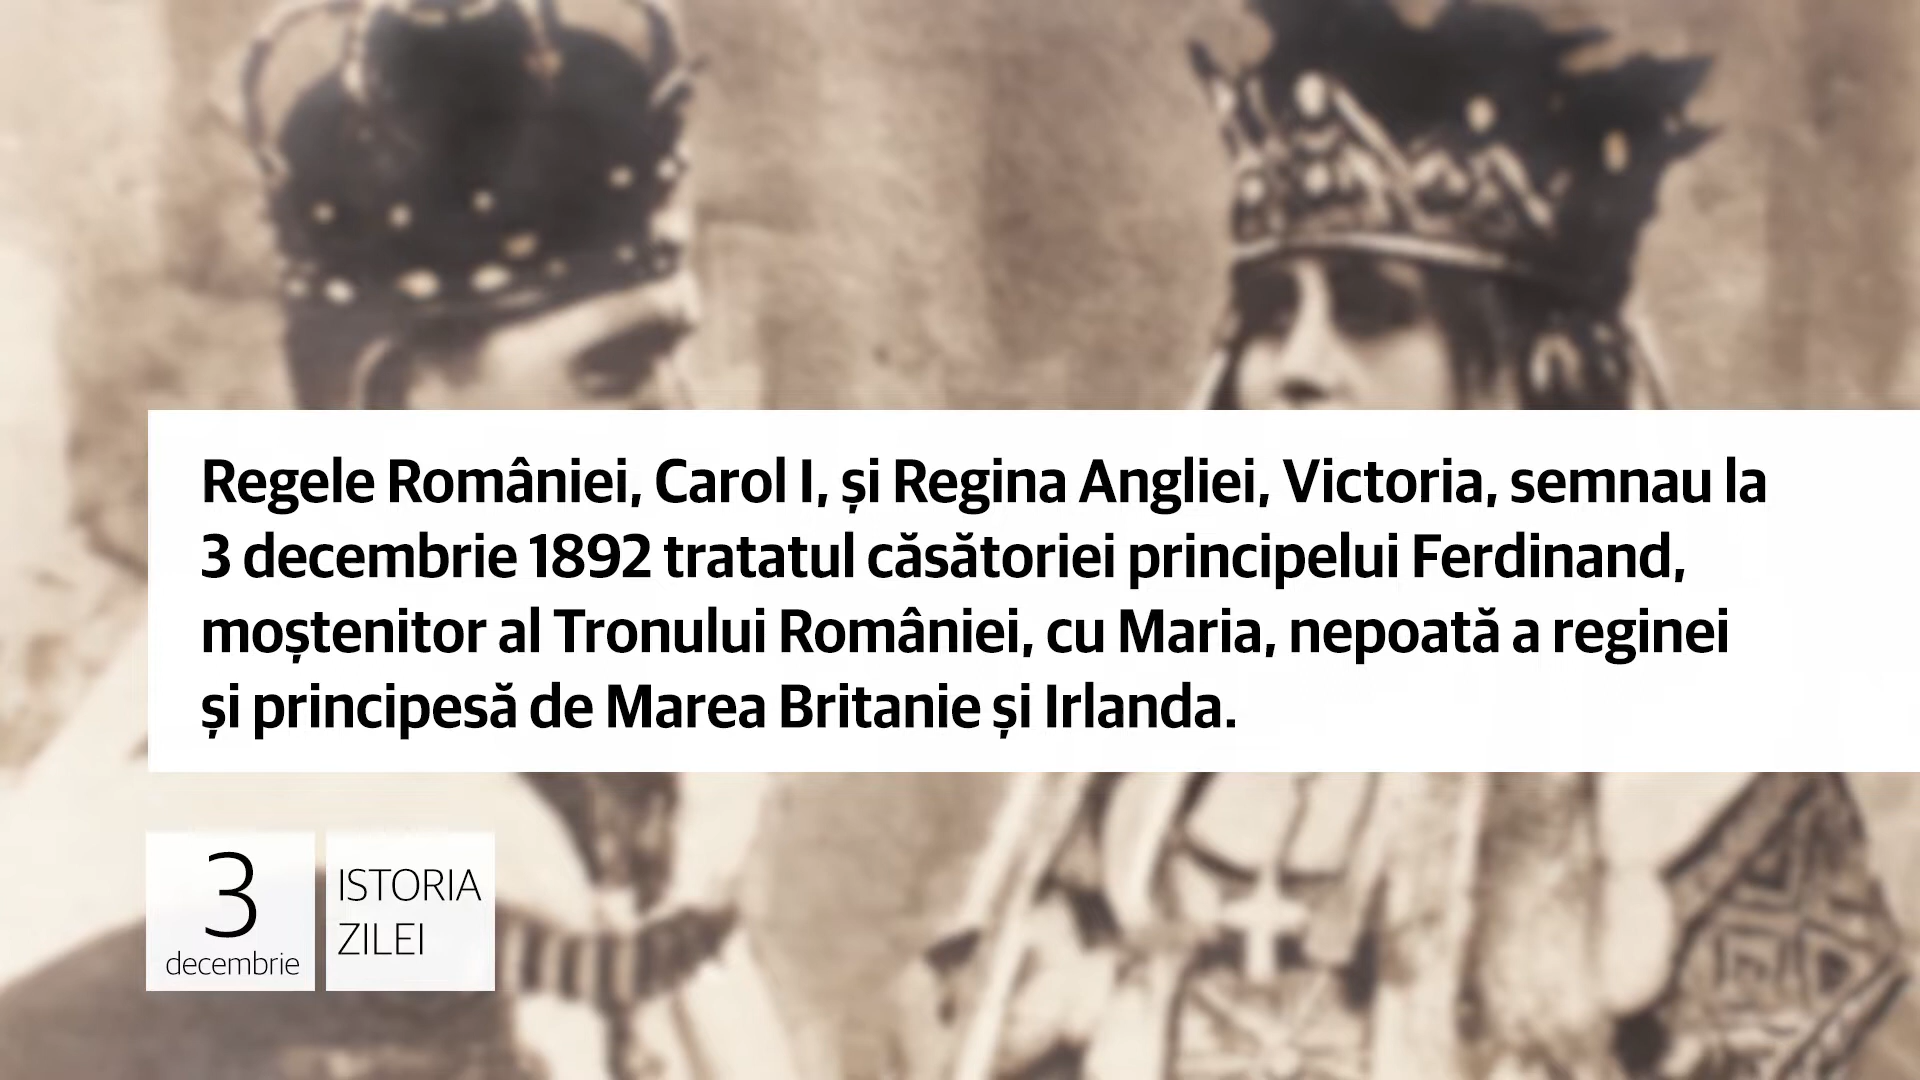 Regele României, Carol I, și Regina Angliei, Victoria, semnau la
3 decembrie 1892 tratatul căsătoriei principelui Ferdinand,
moștenitor al Tronului României, cu Maria, nepoată a reginei
și principesă de Marea Britanie și Irlanda.
3
decembrie
ISTORIA
ZILEI